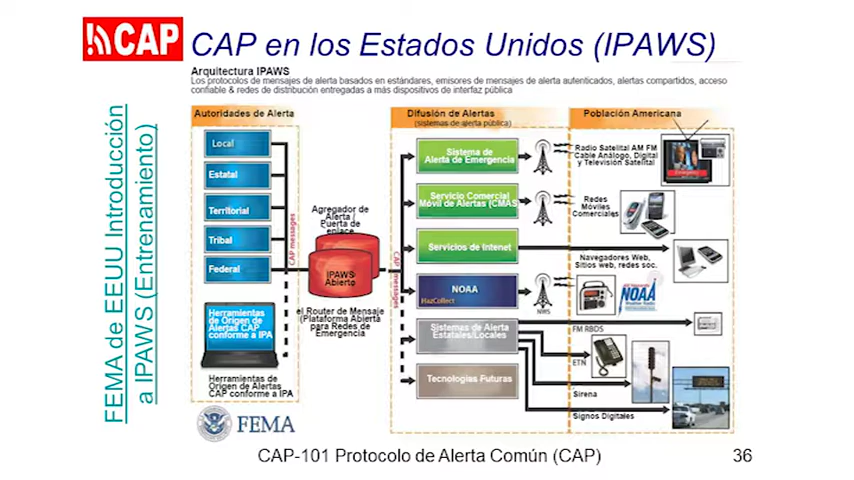 CAP
CAP en los Estados Unidos (IPAWS)
Arquitectura IPAWS
Los protocolos de mensajes de alerta basados en estándares, emisores de mensajes de alerta autenticados, alertas compartidos, acceso
confiable & redes de distribución entregadas a más dispositivos de interfaz pública
FEMA de EEUU Introducción
a IPAWS (Entrenamiento)
Autoridades de Alerta
Local
Estatal
Territorial
Tribal
Federal
Herramientas de
Origen de
Alertas CAP
conforme a IPA
Herramientas de
Origen de Alertas
CAP conforme a IPA
CAP messages
Agregador de
Alerta /
Puerta de
enlace
IPAWS
Abierto
el Router de Mensaje
(Plataforma Abierta
para Redes de
Emergencia
CAP messages
Difusión de Alertas
(sistemas de alerta pública)
Sistema de
Alerta de Emergencia
Servicio Comercial
Móvil de Alertas (CMAS
Servicios de Intenet
NOAA
HazCollect
NWS
Sistemas de Alerta
Estatales/Locales
Tecnologías Futuras
Población Americana
Radio Satelital AM FM
Cable Análogo, Digital
y Televisión Satelital
Redes
Móviles
Comerciales
Navegadores Web,
Sitios web, redes soc.
NOAA
FM RBDS
ETN
Sirena
Signos Digitales
FEMA
CAP-101 Protocolo de Alerta Común (CAP)
36